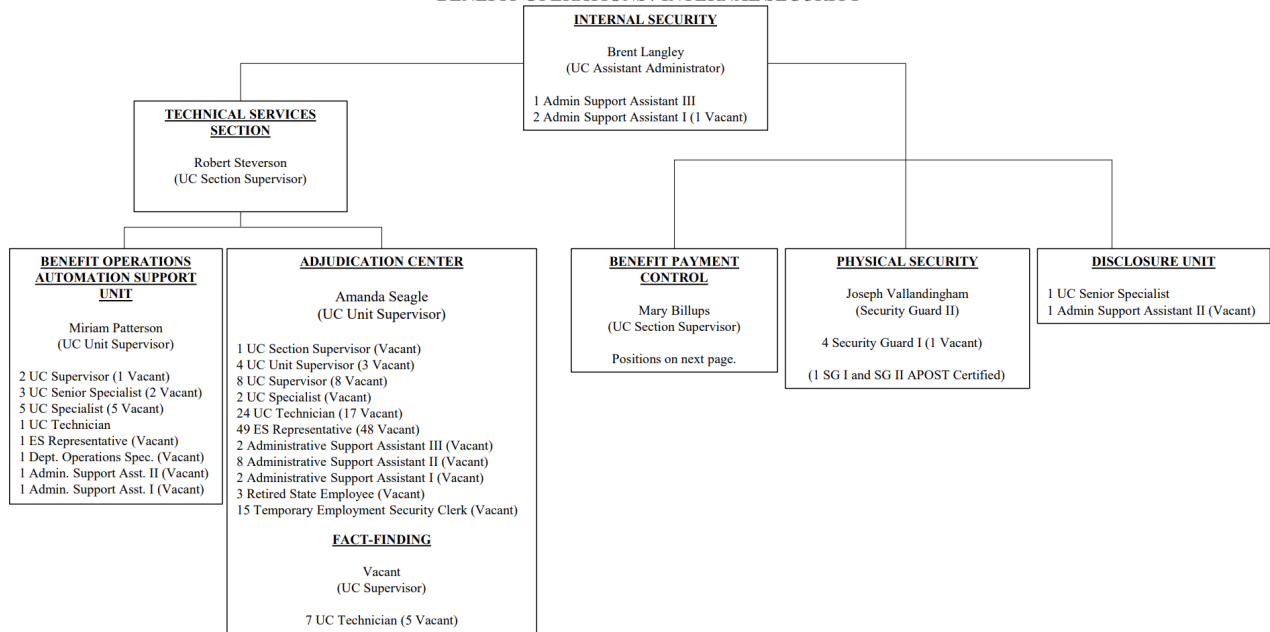 BENEFIT OPERATIONS / INTERNAL SECURITY
INTERNAL SECURITY
Brent Langley
(UC Assistant Administrator)
1 Admin Support Assistant III
2 Admin Support Assistant I (1 Vacant)
TECHNICAL SERVICES
SECTION
Robert Steverson
(UC Section Supervisor)
BENEFIT OPERATIONS
AUTOMATION SUPPORT
UNIT
Miriam Patterson
(UC Unit Supervisor)
2 UC Supervisor (1 Vacant)
3 UC Senior Specialist (2 Vacant)
5 UC Specialist (5 Vacant)
1 UC Technician
1 ES Representative (Vacant)
1 Dept. Operations Spec. (Vacant)
1 Admin. Support Asst. II (Vacant)
1 Admin. Support Asst. I (Vacant)
ADJUDICATION CENTER
Amanda Seagle
(UC Unit Supervisor)
1 UC Section Supervisor (Vacant)
4 UC Unit Supervisor (3 Vacant)
8 UC Supervisor (8 Vacant)
2 UC Specialist (Vacant)
24 UC Technician (17 Vacant)
49 ES Representative (48 Vacant)
2 Administrative Support Assistant III (Vacant)
8 Administrative Support Assistant II (Vacant)
2 Administrative Support Assistant I (Vacant)
3 Retired State Employee (Vacant)
15 Temporary Employment Security Clerk (Vacant)
FACT-FINDING
Vacant
(UC Supervisor)
7 UC Technician (5 Vacant)
BENEFIT PAYMENT
CONTROL
Mary Billups
(UC Section Supervisor)
Positions on next page.
PHYSICAL SECURITY
Joseph Vallandingham
(Security Guard II)
4 Security Guard I (1 Vacant)
(1 SG I and SG II APOST Certified)
DISCLOSURE UNIT
1 UC Senior Specialist
1 Admin Support Assistant II (Vacant)